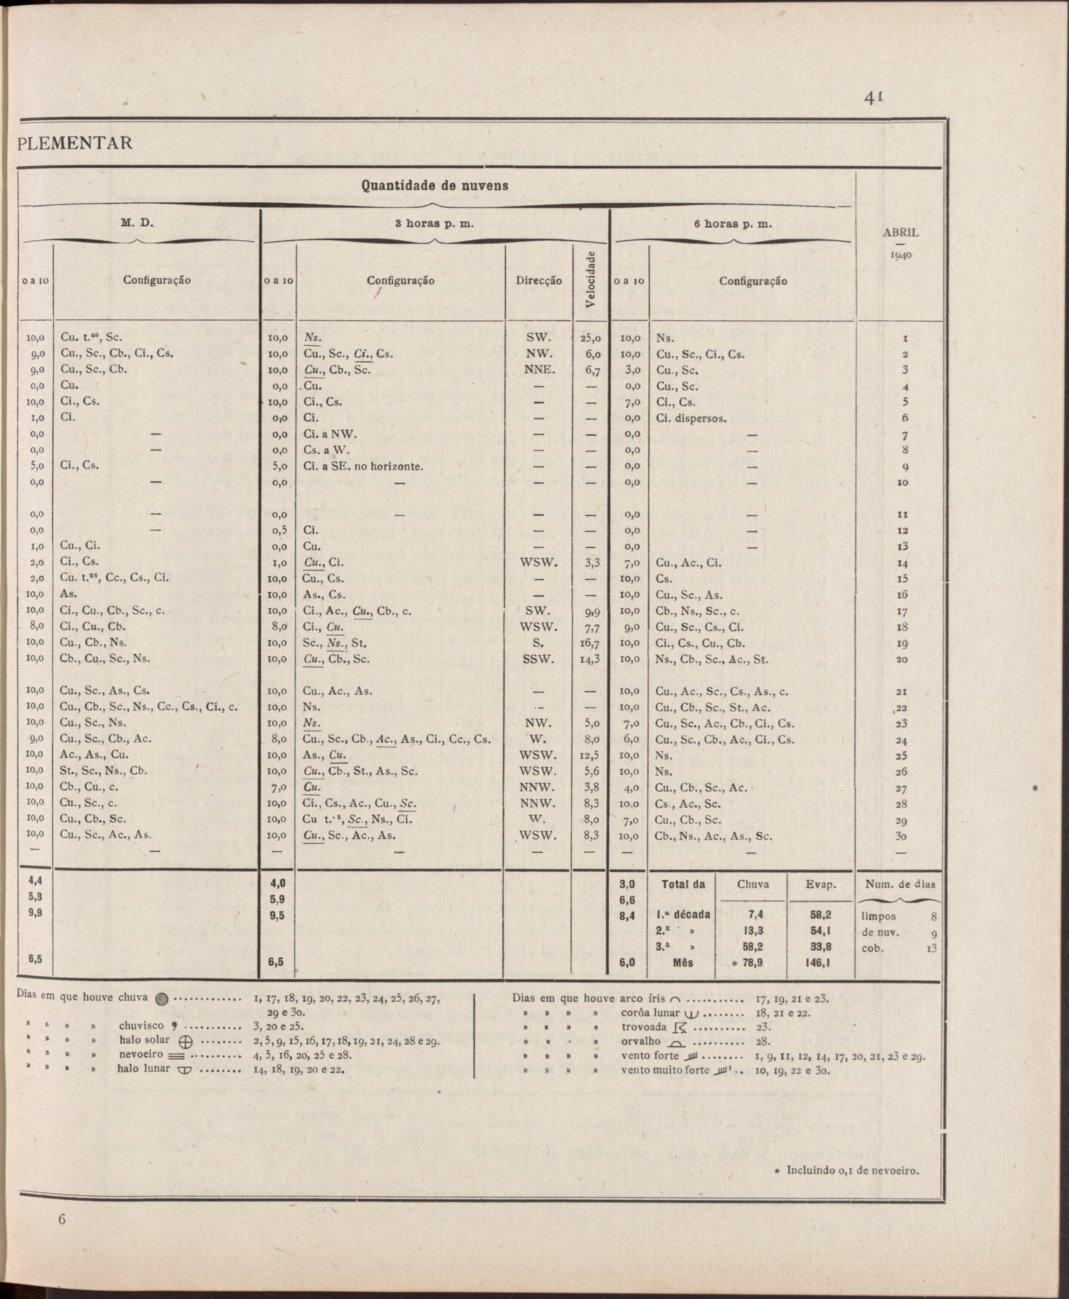 41
PLEMENTAR
Quantidade de nuvens
M. D. 3 horas p. m. 6 horas p. m. ABRIL — 1940
0 a 10 Configuração 0 a 10 Configuração Direcção Velocidade 0 a 10 Configuração
10,0 Cu. t.us, Sc. 10,0 Ns. SW. 25,0 10,0 Ns. 1
9,0 Cu., Sc., Cb., Ci., Cs. 10,0 Cu., Sc., Ci., Cs. NW. 6,0 10,0 Cu., Sc., Ci., Cs. 2
9,0 Cu., Sc., Cb. 10,0 Cu., Cb., Sc. NNE. 6,7 3,0 Cu., Sc. 3
0,0 Cu. 0,0 Cu. — — 0,0 Cu., Sc. 4
10,0 Ci., Cs. 10,0 Ci., Cs. — — 7,0 Ci., Cs. 5
1,0 Ci. 0,0 Ci. — — 0,0 Ci. dispersos. 6
0,0 — 0,0 Ci. a NW. — — 0,0 — 7
0,0 — 0,0 Cs. a W. — — 0,0 — 8
5,0 Ci., Cs. 5,0 Ci. a SE. no horizonte. — — 0,0 — 9
0,0 — 0,0 — — — 0,0 — 10
0,0 — 0,0 — — — 0,0 — 11
0,0 — 0,5 Ci. — — 0,0 — 12
1,0 Cu., Ci. 0,0 Cu. — — 0,0 — 13
2,0 Ci., Cs. 1,0 Cu., Ci. WSW. 3,3 7,0 Cu., Ac., Ci. 14
2,0 Cu. t.os, Cc., Cs., Ci. 10,0 Cu., Cs. — — 10,0 Cs. 15
10,0 As. 10,0 As., Cs. — — 10,0 Cu., Sc., As. 16
10,0 Ci., Cu., Cb., Sc., c. 10,0 Ci., Ac., Cu., Cb., c. SW. 9,9 10,0 Cb., Ns., Sc., c. 17
8,0 Ci., Cu., Cb. 8,0 Ci., Cu. WSW. 7,7 9,0 Cu., Sc., Cs., Ci. 18
10,0 Cu., Cb., Ns. 10,0 Sc., Ns., St. S. 16,7 10,0 Ci., Cs., Cu., Cb. 19
10,0 Cb., Cu., Sc., Ns. 10,0 Cu., Cb., Sc. SSW. 14,3 10,0 Ns., Cb., Sc., Ac., St. 20
10,0 Cu., Sc., As., Cs. 10,0 Cu., Ac., As. — — 10,0 Cu., Ac., Sc., Cs., As., c. 21
10,0 Cu., Cb., Sc., Ns., Cc., Cs., Ci., c. 10,0 Ns. — — 10,0 Cu., Cb., Sc., St., Ac. 22
10,0 Cu., Sc., Ns. 10,0 Ns. NW. 5,0 7,0 Cu., Sc., Ac., Cb., Ci., Cs. 23
9,0 Cu., Sc., Cb., Ac. 8,0 Cu., Sc., Cb., Ac., As., Ci., Cc., Cs. W. 8,0 6,0 Cu., Sc., Cb., Ac., Ci., Cs. 24
10,0 Ac., As., Cu. 10,0 As., Cu. WSW. 12,5 10,0 Ns. 25
10,0 St., Sc., Ns., Cb. 10,0 Cu., Cb., St., As., Sc. WSW. 5,6 10,0 Ns. 26
10,0 Cb., Cu., c. 7,0 Cu. NNW. 3,8 4,0 Cu., Cb., Sc., Ac. 27
10,0 Cu., Sc., c. 10,0 Ci., Cs., Ac., Cu., Sc. NNW. 8,3 10,0 Cs., Ac., Sc. 28
10,0 Cu., Cb., Sc. 10,0 Cu t.s, Sc., Ns., Ci. W. 8,0 7,0 Cu., Cb., Sc. 29
10,0 Cu., Sc., Ac., As. 10,0 Cu., Sc., Ac., As. WSW. 8,3 10,0 Cb., Ns., Ac., As., Sc. 30
— — — — — — — — —
4,4 4,0 3,0 Total da Chuva Evap. Num. de dias
5,3 5,9 6,6
9,9 9,5 8,4 1.ª década 7,4 58,2 limpos 8
2.ª » 13,3 54,1 de nuv. 9
3.ª » 58,2 33,8 cob. 13
6,5 6,5 6,0 Mês * 78,9 146,1
Dias em que houve chuva ............ 1, 17, 18, 19, 20, 22, 23, 24, 25, 26, 27,
29 e 30.
» » » » chuvisco ........... 3, 20 e 25.
» » » » halo solar ........ 2, 5, 9, 15, 16, 17, 18, 19, 21, 24, 28 e 29.
» » » » nevoeiro ......... 4, 5, 16, 20, 25 e 28.
» » » » halo lunar ........ 14, 18, 19, 20 e 22.
Dias em que houve arco íris ........... 17, 19, 21 e 23.
» » » » corôa lunar ........ 18, 21 e 22.
» » » » trovoada .......... 23.
» » » » orvalho .......... 28.
» » » » vento forte ........ 1, 9, 11, 12, 14, 17, 20, 21, 23 e 29.
» » » » vento muito forte .. 10, 19, 22 e 30.
* Incluindo 0,1 de nevoeiro.
6